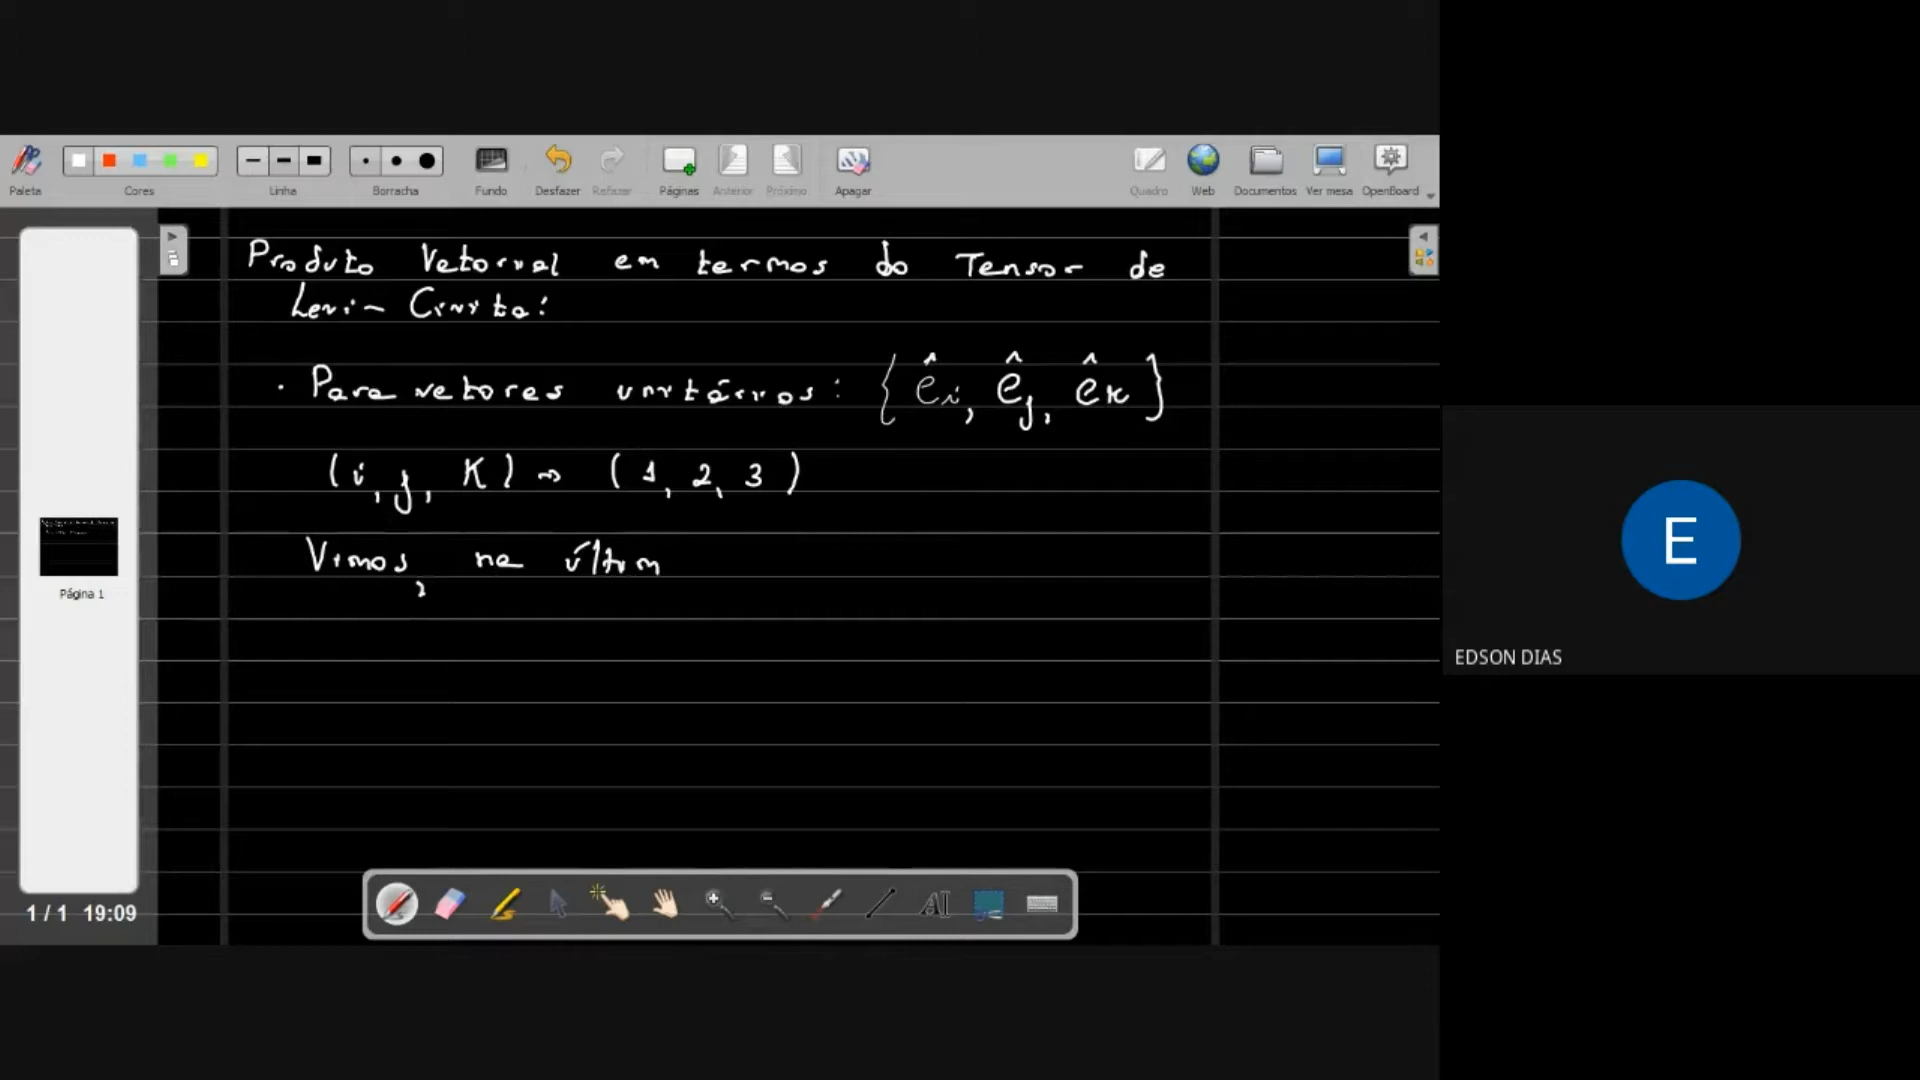 Paleta
Cores
Linha
Borracha
Fundo
Desfazer
Refazer
Páginas
Anterior
Próximo
Apagar
Quadro
Web
Documentos
Ver mesa
OpenBoard
Produto Vetorial em termos do Tensor de
Levi-Civita:
· Para vetores unitários: { êi, êj, êk }
(i, j, K) → (1, 2, 3)
Vimos, na últim
Página 1
1 / 1 19:09
AI
E
EDSON DIAS